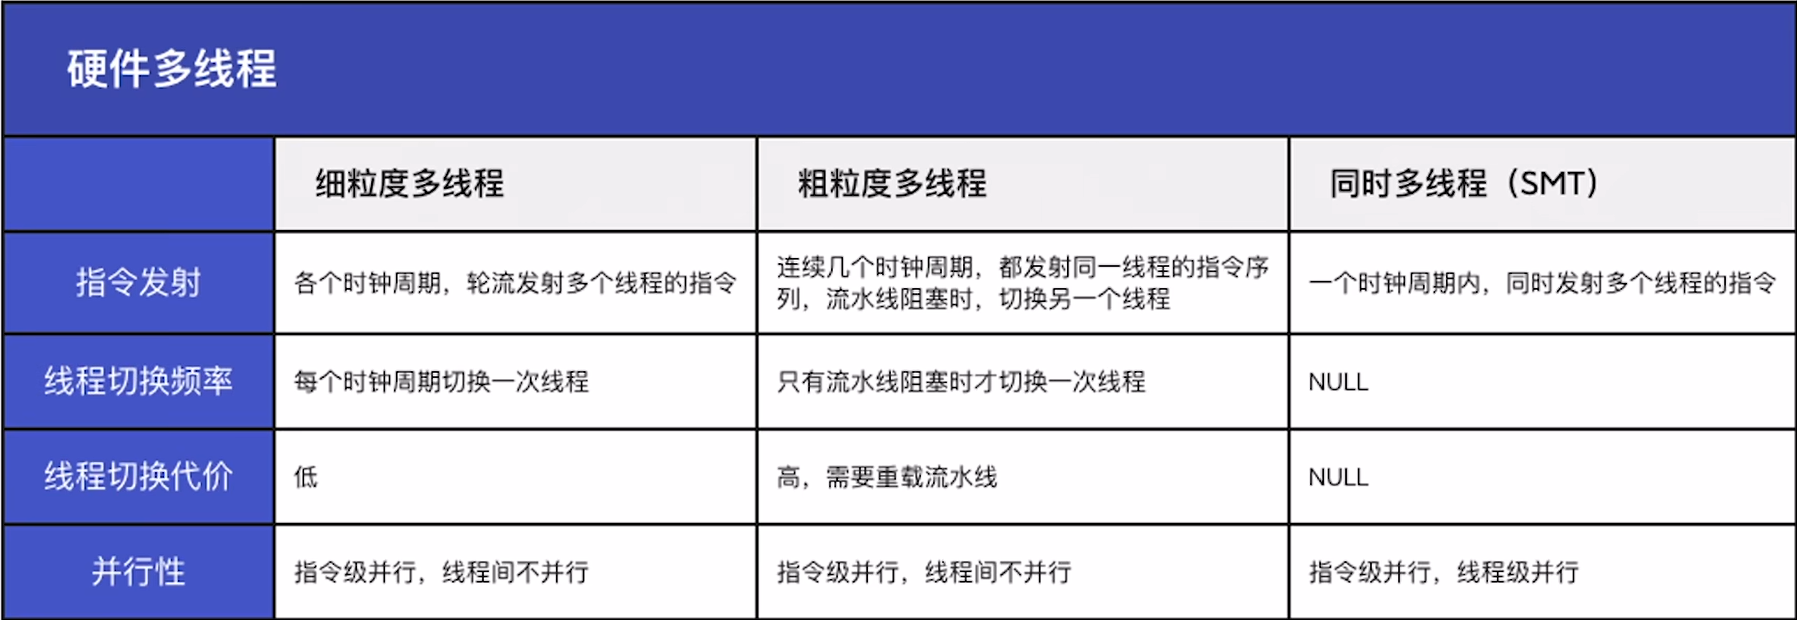 硬件多线程
细粒度多线程
粗粒度多线程
同时多线程（SMT）
指令发射
各个时钟周期，轮流发射多个线程的指令
连续几个时钟周期，都发射同一线程的指令序
列，流水线阻塞时，切换另一个线程
一个时钟周期内，同时发射多个线程的指令
线程切换频率
每个时钟周期切换一次线程
只有流水线阻塞时才切换一次线程
NULL
线程切换代价
低
高，需要重载流水线
NULL
并行性
指令级并行，线程间不并行
指令级并行，线程间不并行
指令级并行，线程级并行